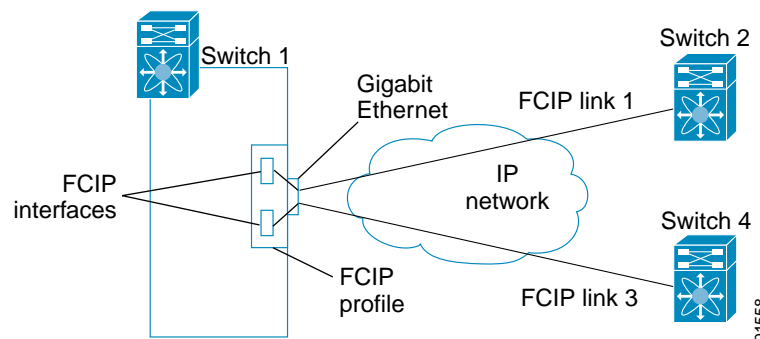 Switch 1
Switch 2
Gigabit
Ethernet
FCIP link 1
IP
network
FCIP
interfaces
Switch 4
FCIP
profile
FCIP link 3